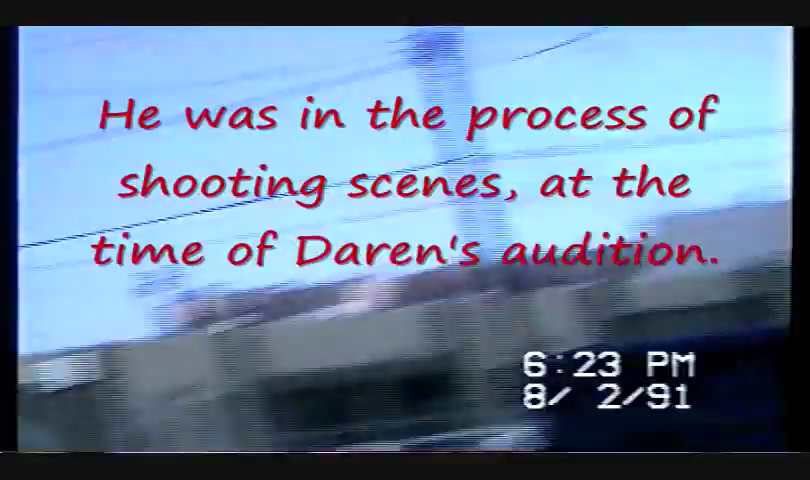 He was in the process of
shooting scenes, at the
time of Daren's audition.
6:23 PM
8/ 2/91